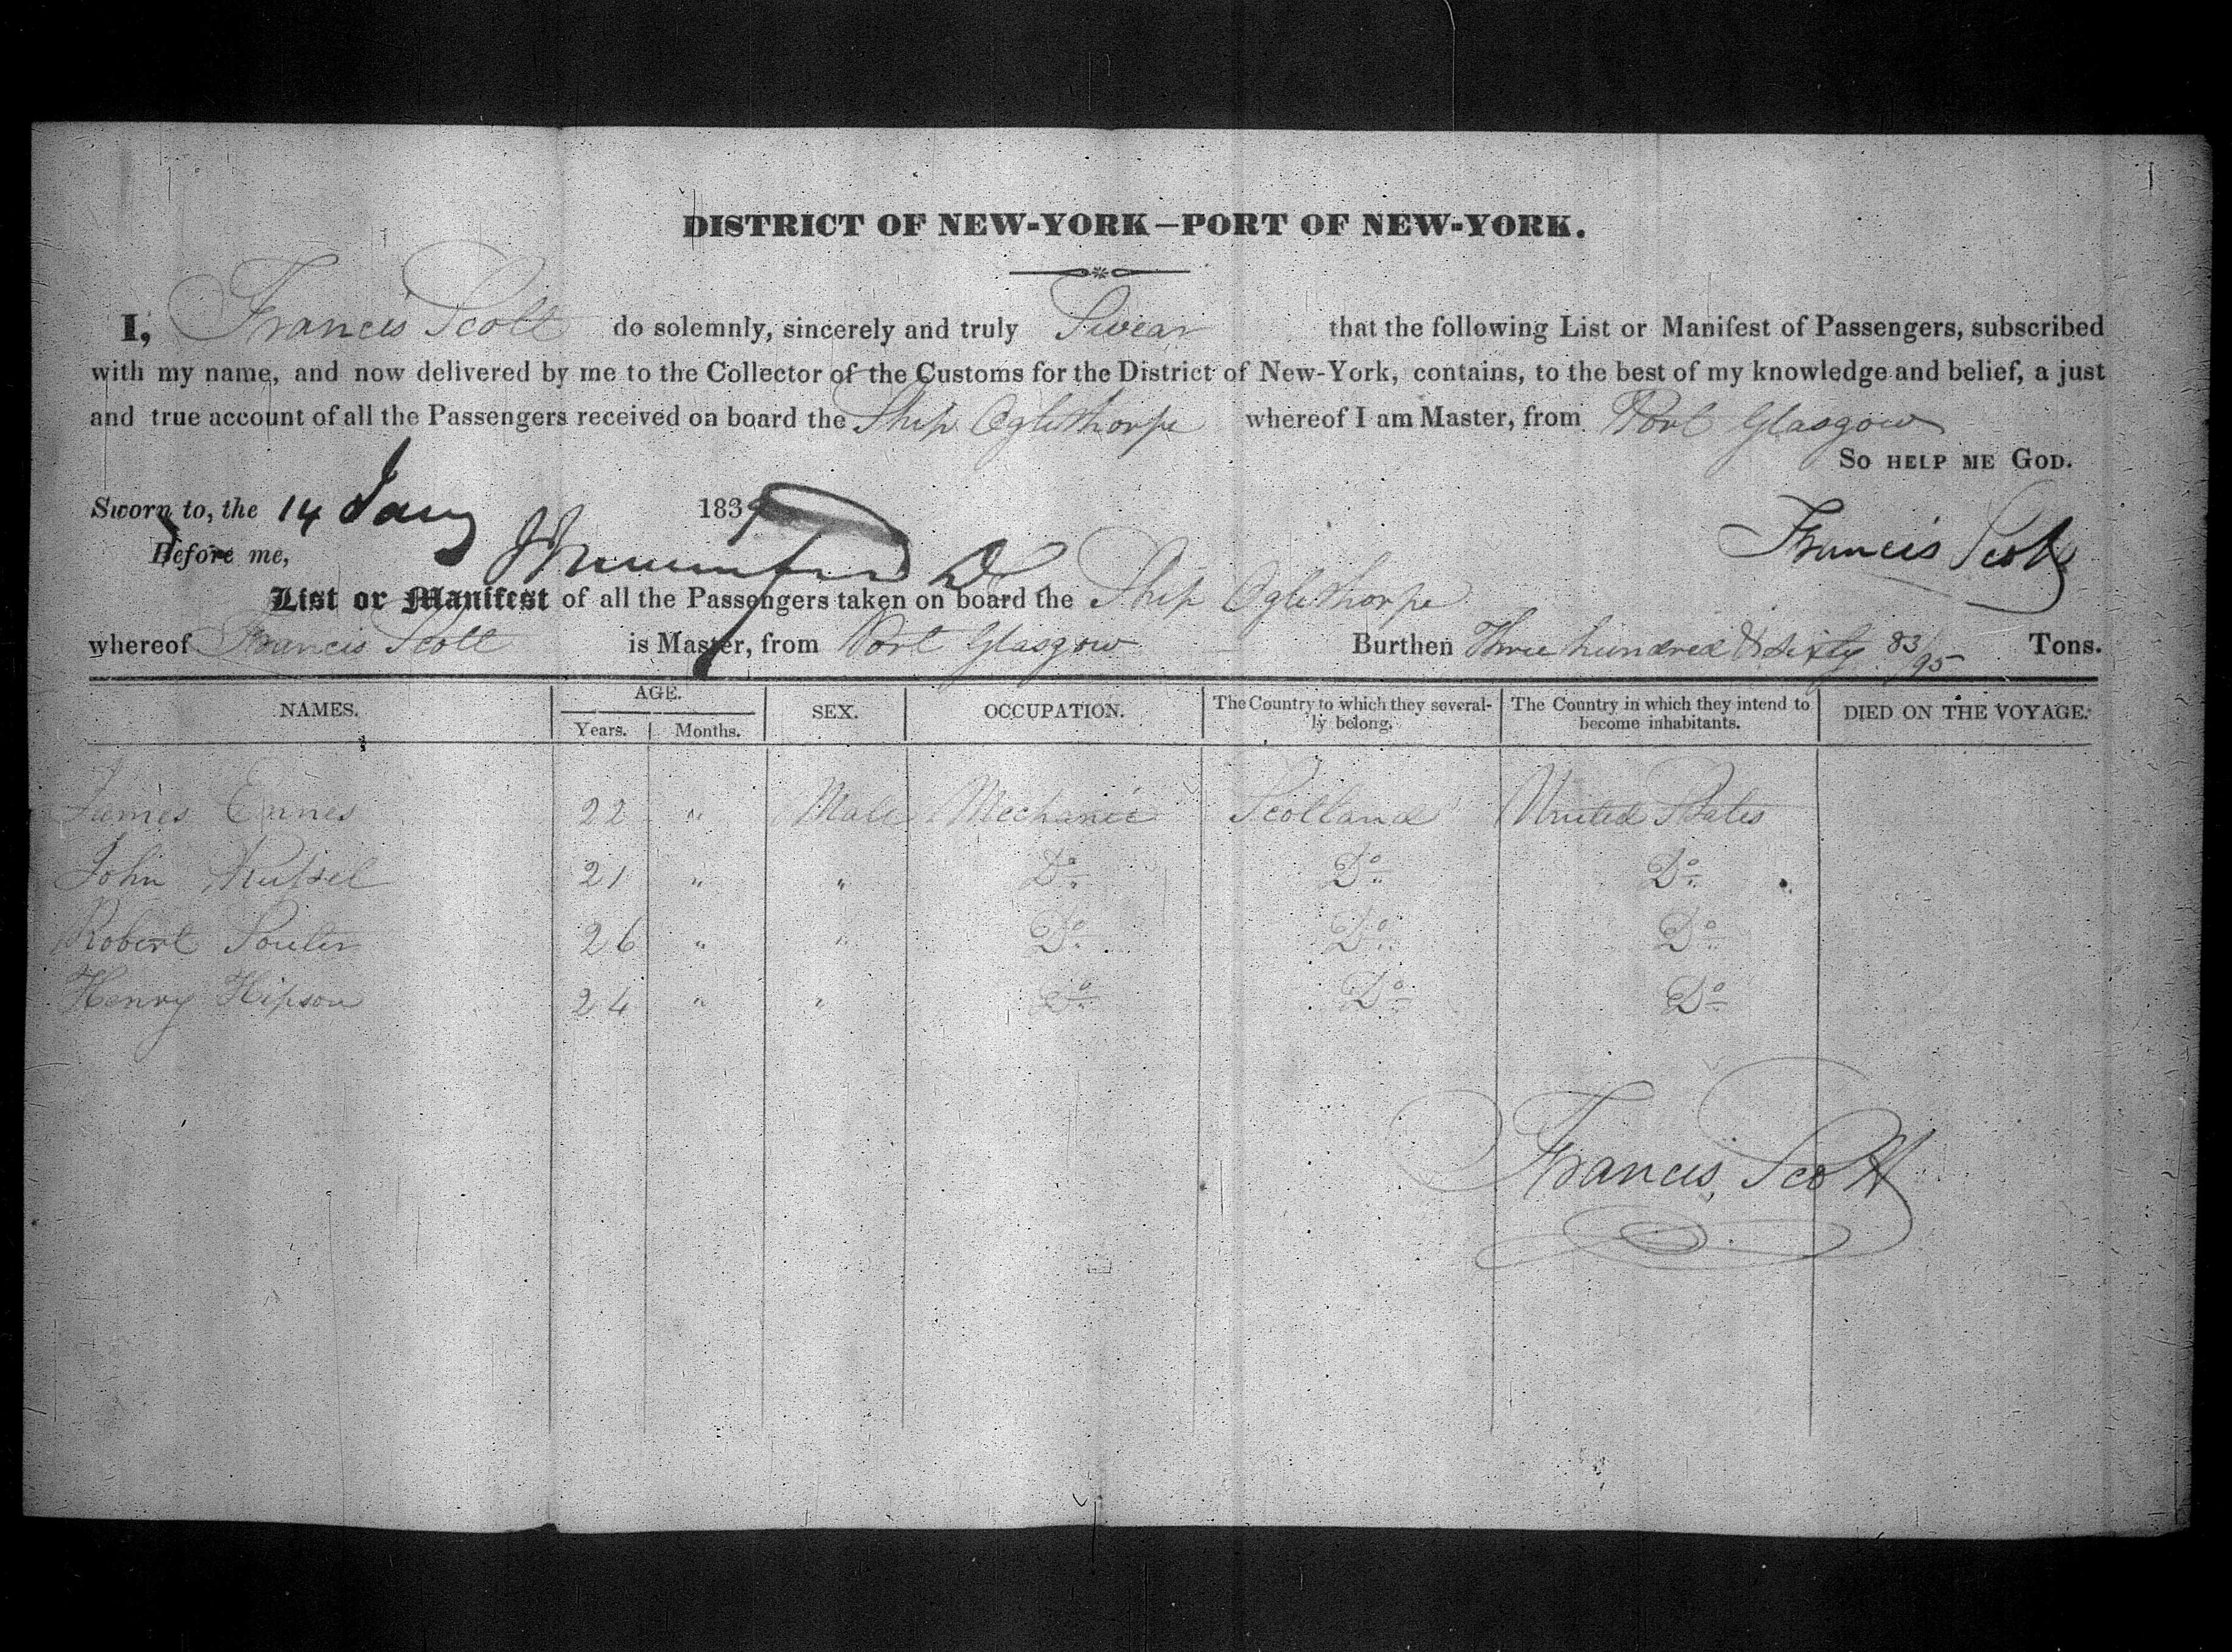 DISTRICT OF NEW-YORK—PORT OF NEW-YORK.
I, Francis Scott do solemnly, sincerely and truly Swear that the following List or Manifest of Passengers, subscribed
with my name, and now delivered by me to the Collector of the Customs for the District of New-York, contains, to the best of my knowledge and belief, a just
and true account of all the Passengers received on board the Ship Oglethorpe whereof I am Master, from Port Glasgow
SO HELP ME GOD.
Sworn to, the 14 Jany 1839 Francis Scott
Before me,
List or Manifest of all the Passengers taken on board the Ship Oglethorpe
whereof Francis Scott is Master, from Port Glasgow Burthen Three hundred & sixty 83/95 Tons.
NAMES. AGE. Years. Months. SEX. OCCUPATION. The Country to which they severally belong. The Country in which they intend to become inhabitants. DIED ON THE VOYAGE.
James Ennes 22 " Male Mechanic Scotland United States
John Russel 21 " " Do Do Do
Robert Souter 26 " " Do Do Do
Henry Hipson 24 " " Do Do Do
Francis Scott